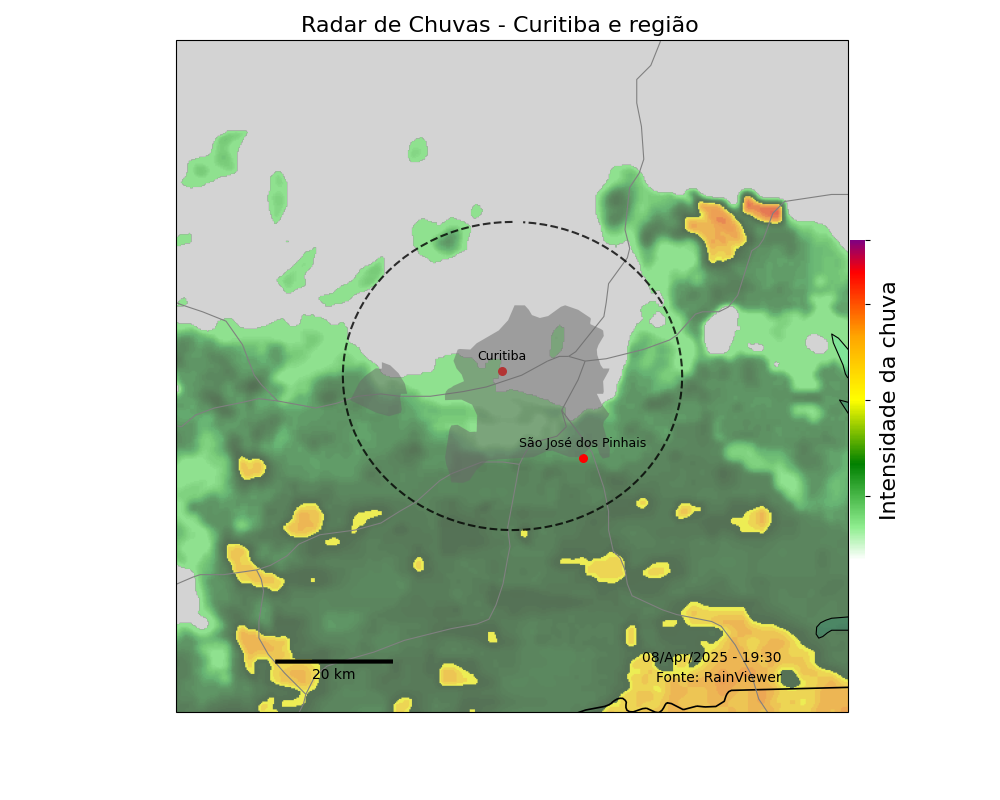 Radar de Chuvas - Curitiba e região
Curitiba
São José dos Pinhais
Intensidade da chuva
08/Apr/2025 - 19:30
20 km
Fonte: RainViewer